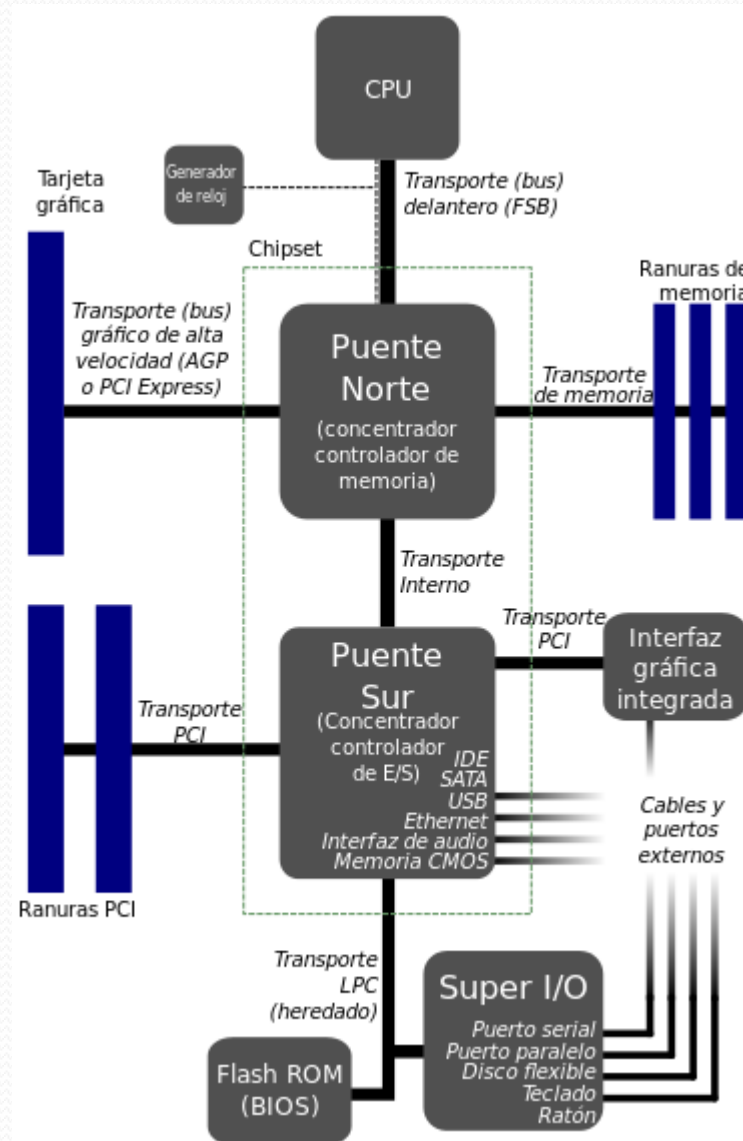 CPU
Generador
de reloj
Transporte (bus)
delantero (FSB)
Tarjeta
gráfica
Chipset
Ranuras de
memoria
Transporte (bus)
gráfico de alta
velocidad (AGP
o PCI Express)
Puente
Norte
(concentrador
controlador de
memoria)
Transporte
de memoria
Transporte
Interno
Transporte
PCI
Interfaz
gráfica
integrada
Puente
Sur
(Concentrador
controlador
de E/S)
IDE
SATA
USB
Ethernet
Interfaz de audio
Memoria CMOS
Transporte
PCI
Cables y
puertos
externos
Ranuras PCI
Transporte
LPC
(heredado)
Super I/O
Puerto serial
Puerto paralelo
Disco flexible
Teclado
Ratón
Flash ROM
(BIOS)